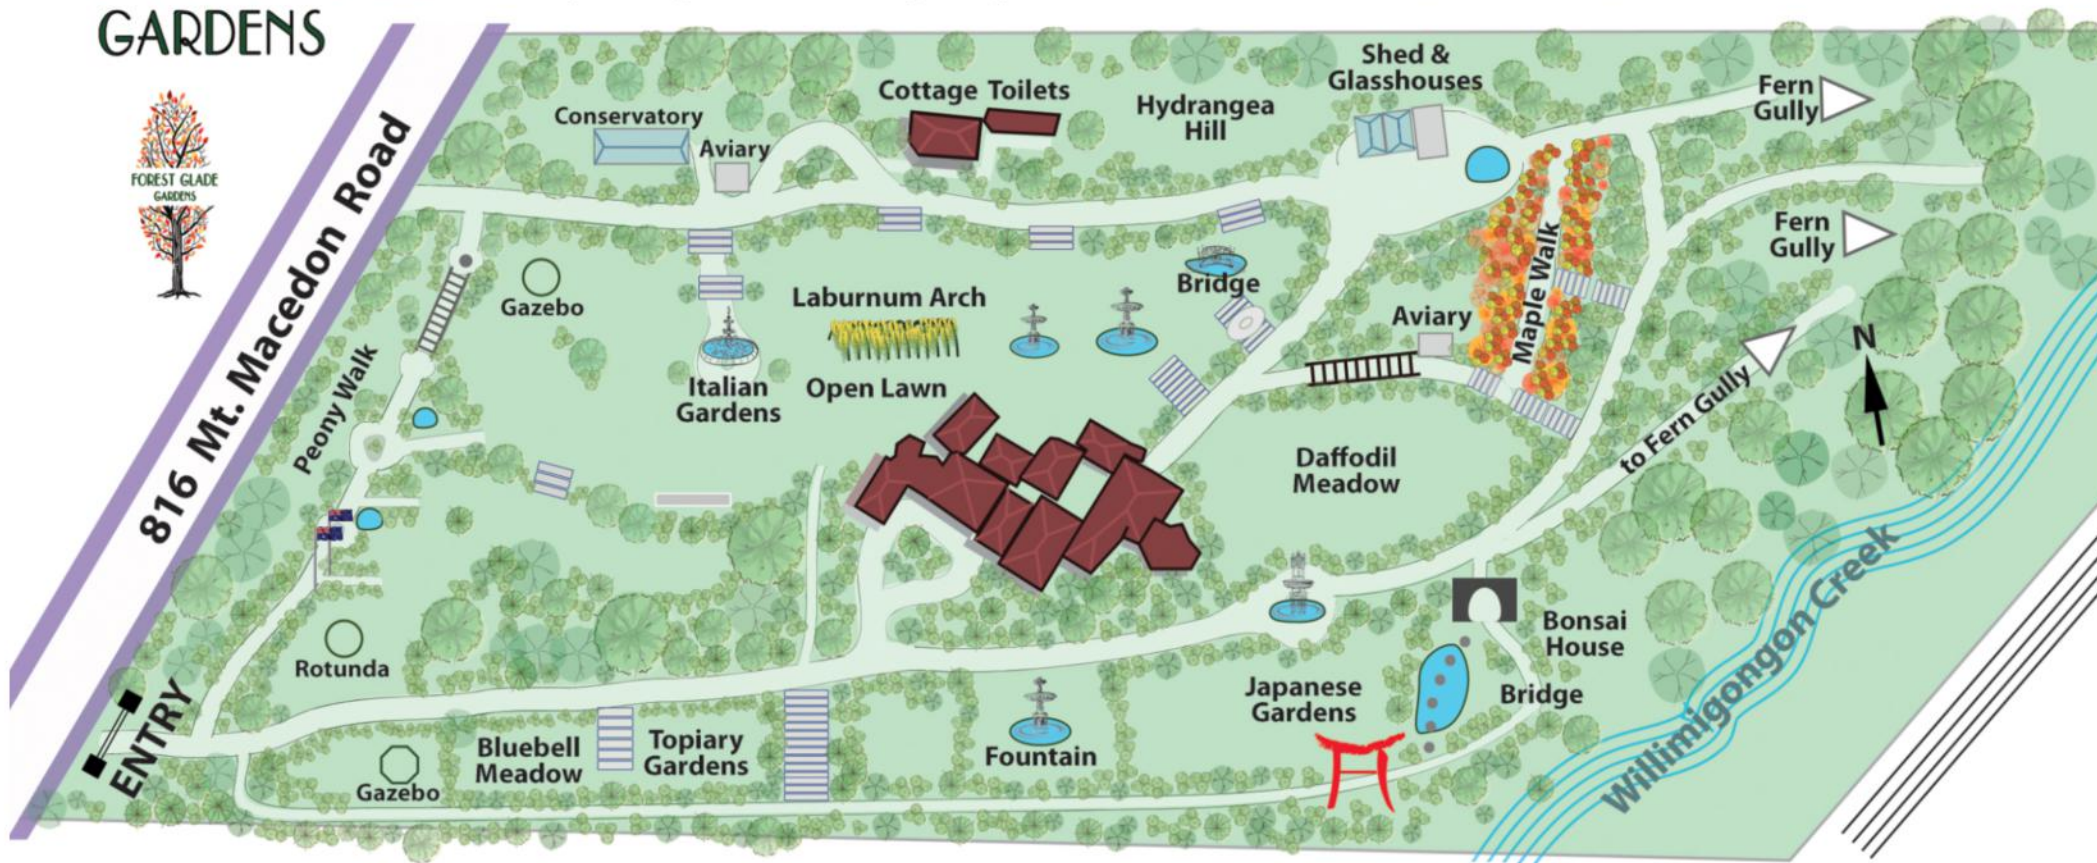 GARDENS
FOREST GLADE
GARDENS
816 Mt. Macedon Road
Conservatory
Aviary
Cottage Toilets
Hydrangea
Hill
Shed &
Glasshouses
Fern
Gully
Fern
Gully
Gazebo
Laburnum Arch
Bridge
Aviary
Maple Walk
Peony Walk
Italian
Gardens
Open Lawn
N
to Fern Gully
Daffodil
Meadow
Willimigongon Creek
Rotunda
ENTRY
Bonsai
House
Japanese
Gardens
Bridge
Bluebell
Meadow
Topiary
Gardens
Fountain
Gazebo